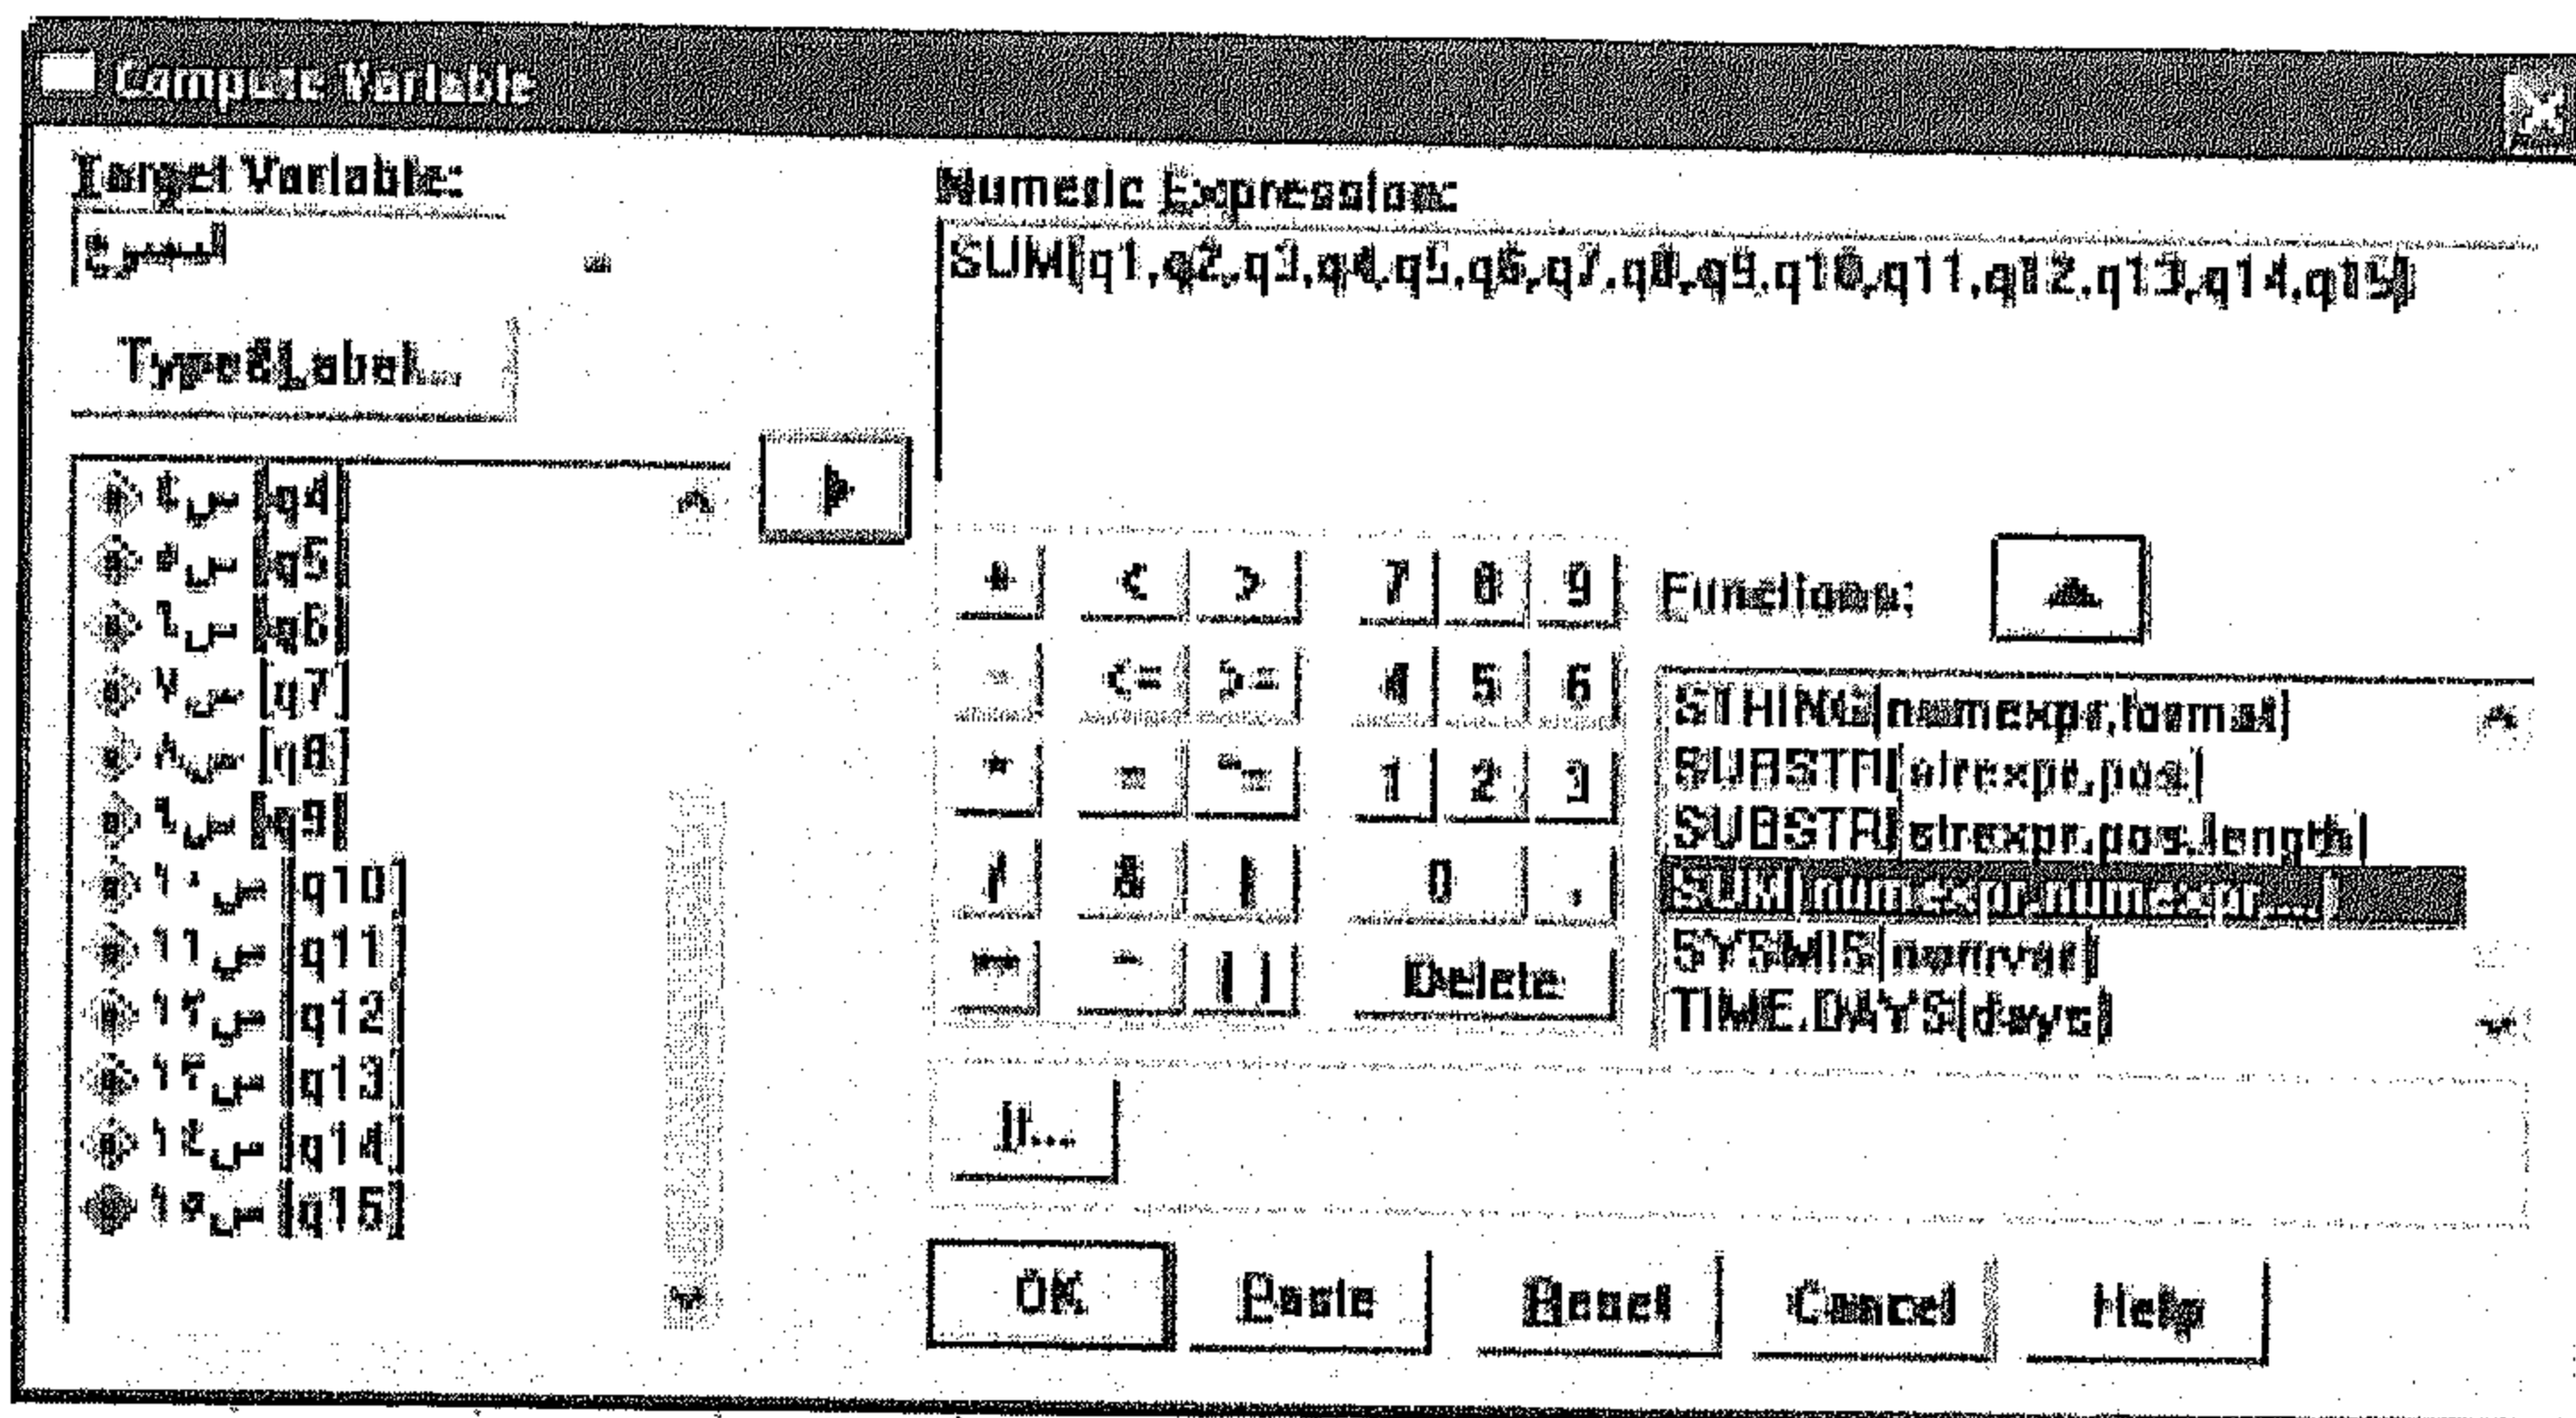 Compute Variable
Target Variable:
Numeric Expression:
SUM(q1,q2,q3,q4,q5,q6,q7,q8,q9,q10,q11,q12,q13,q14,q15)
Type&Label...
س٤ [q4]
س٥ [q5]
س٦ [q6]
س٧ [q7]
س٨ [q8]
س٩ [q9]
س١٠ [q10]
س١١ [q11]
س١٢ [q12]
س١٣ [q13]
س١٤ [q14]
س١٥ [q15]
+ < > 7 8 9
- <= >= 4 5 6
* = ~= 1 2 3
/ & | 0 .
** ~ ( ) Delete
Functions:
STRING(numexpr,format)
SUBSTR(strexpr,pos)
SUBSTR(strexpr,pos,length)
SUM(numexpr,numexpr,...)
SYSMIS(numvar)
TIME.DAYS(days)
If...
OK Paste Reset Cancel Help